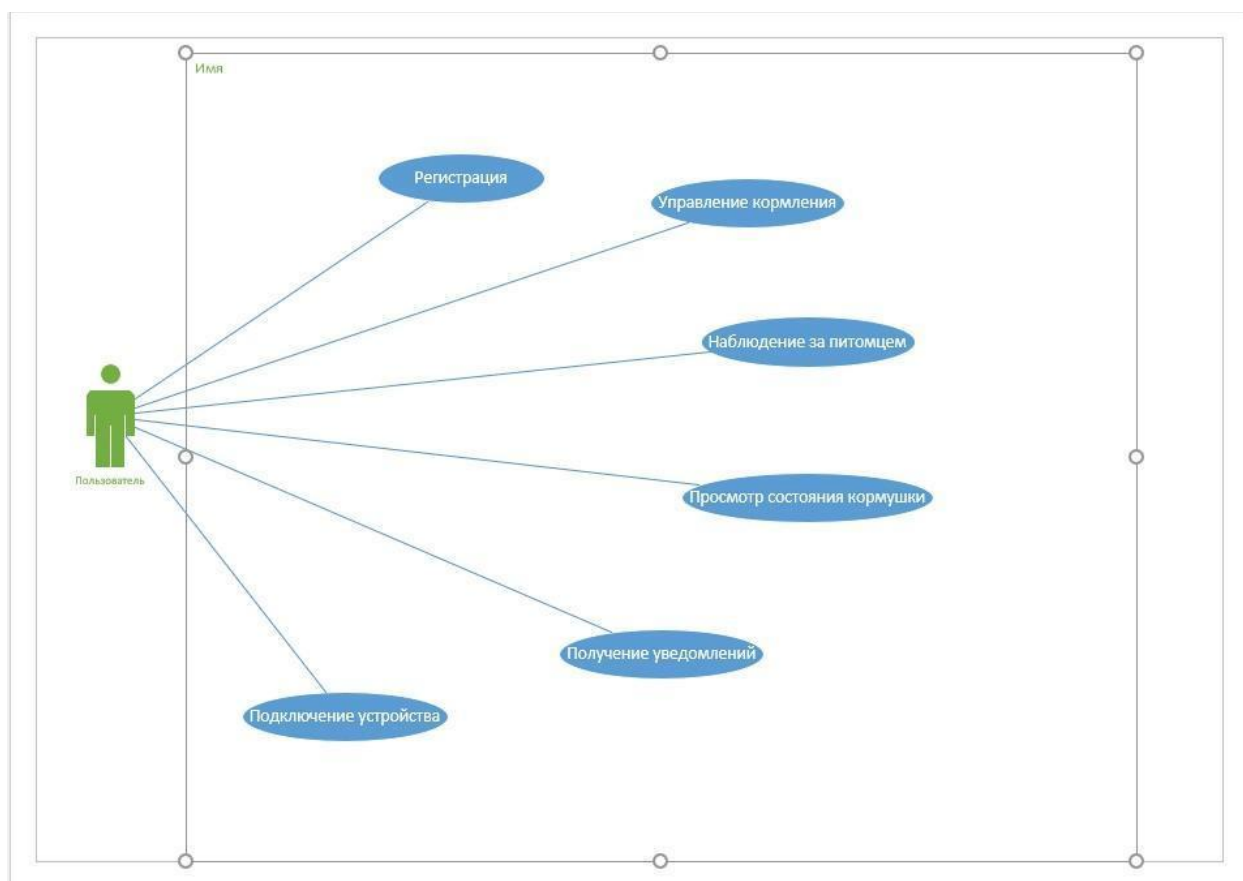 Имя
Регистрация
Управление кормления
Наблюдение за питомцем
Пользователь
Просмотр состояния кормушки
Получение уведомлений
Подключение устройства